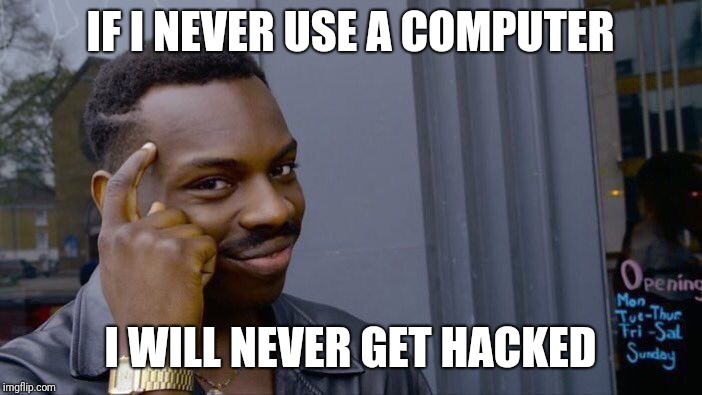 IF I NEVER USE A COMPUTER
I WILL NEVER GET HACKED
Opening
Mon
Tue-Thur
Fri-Sat
Sunday
imgflip.com